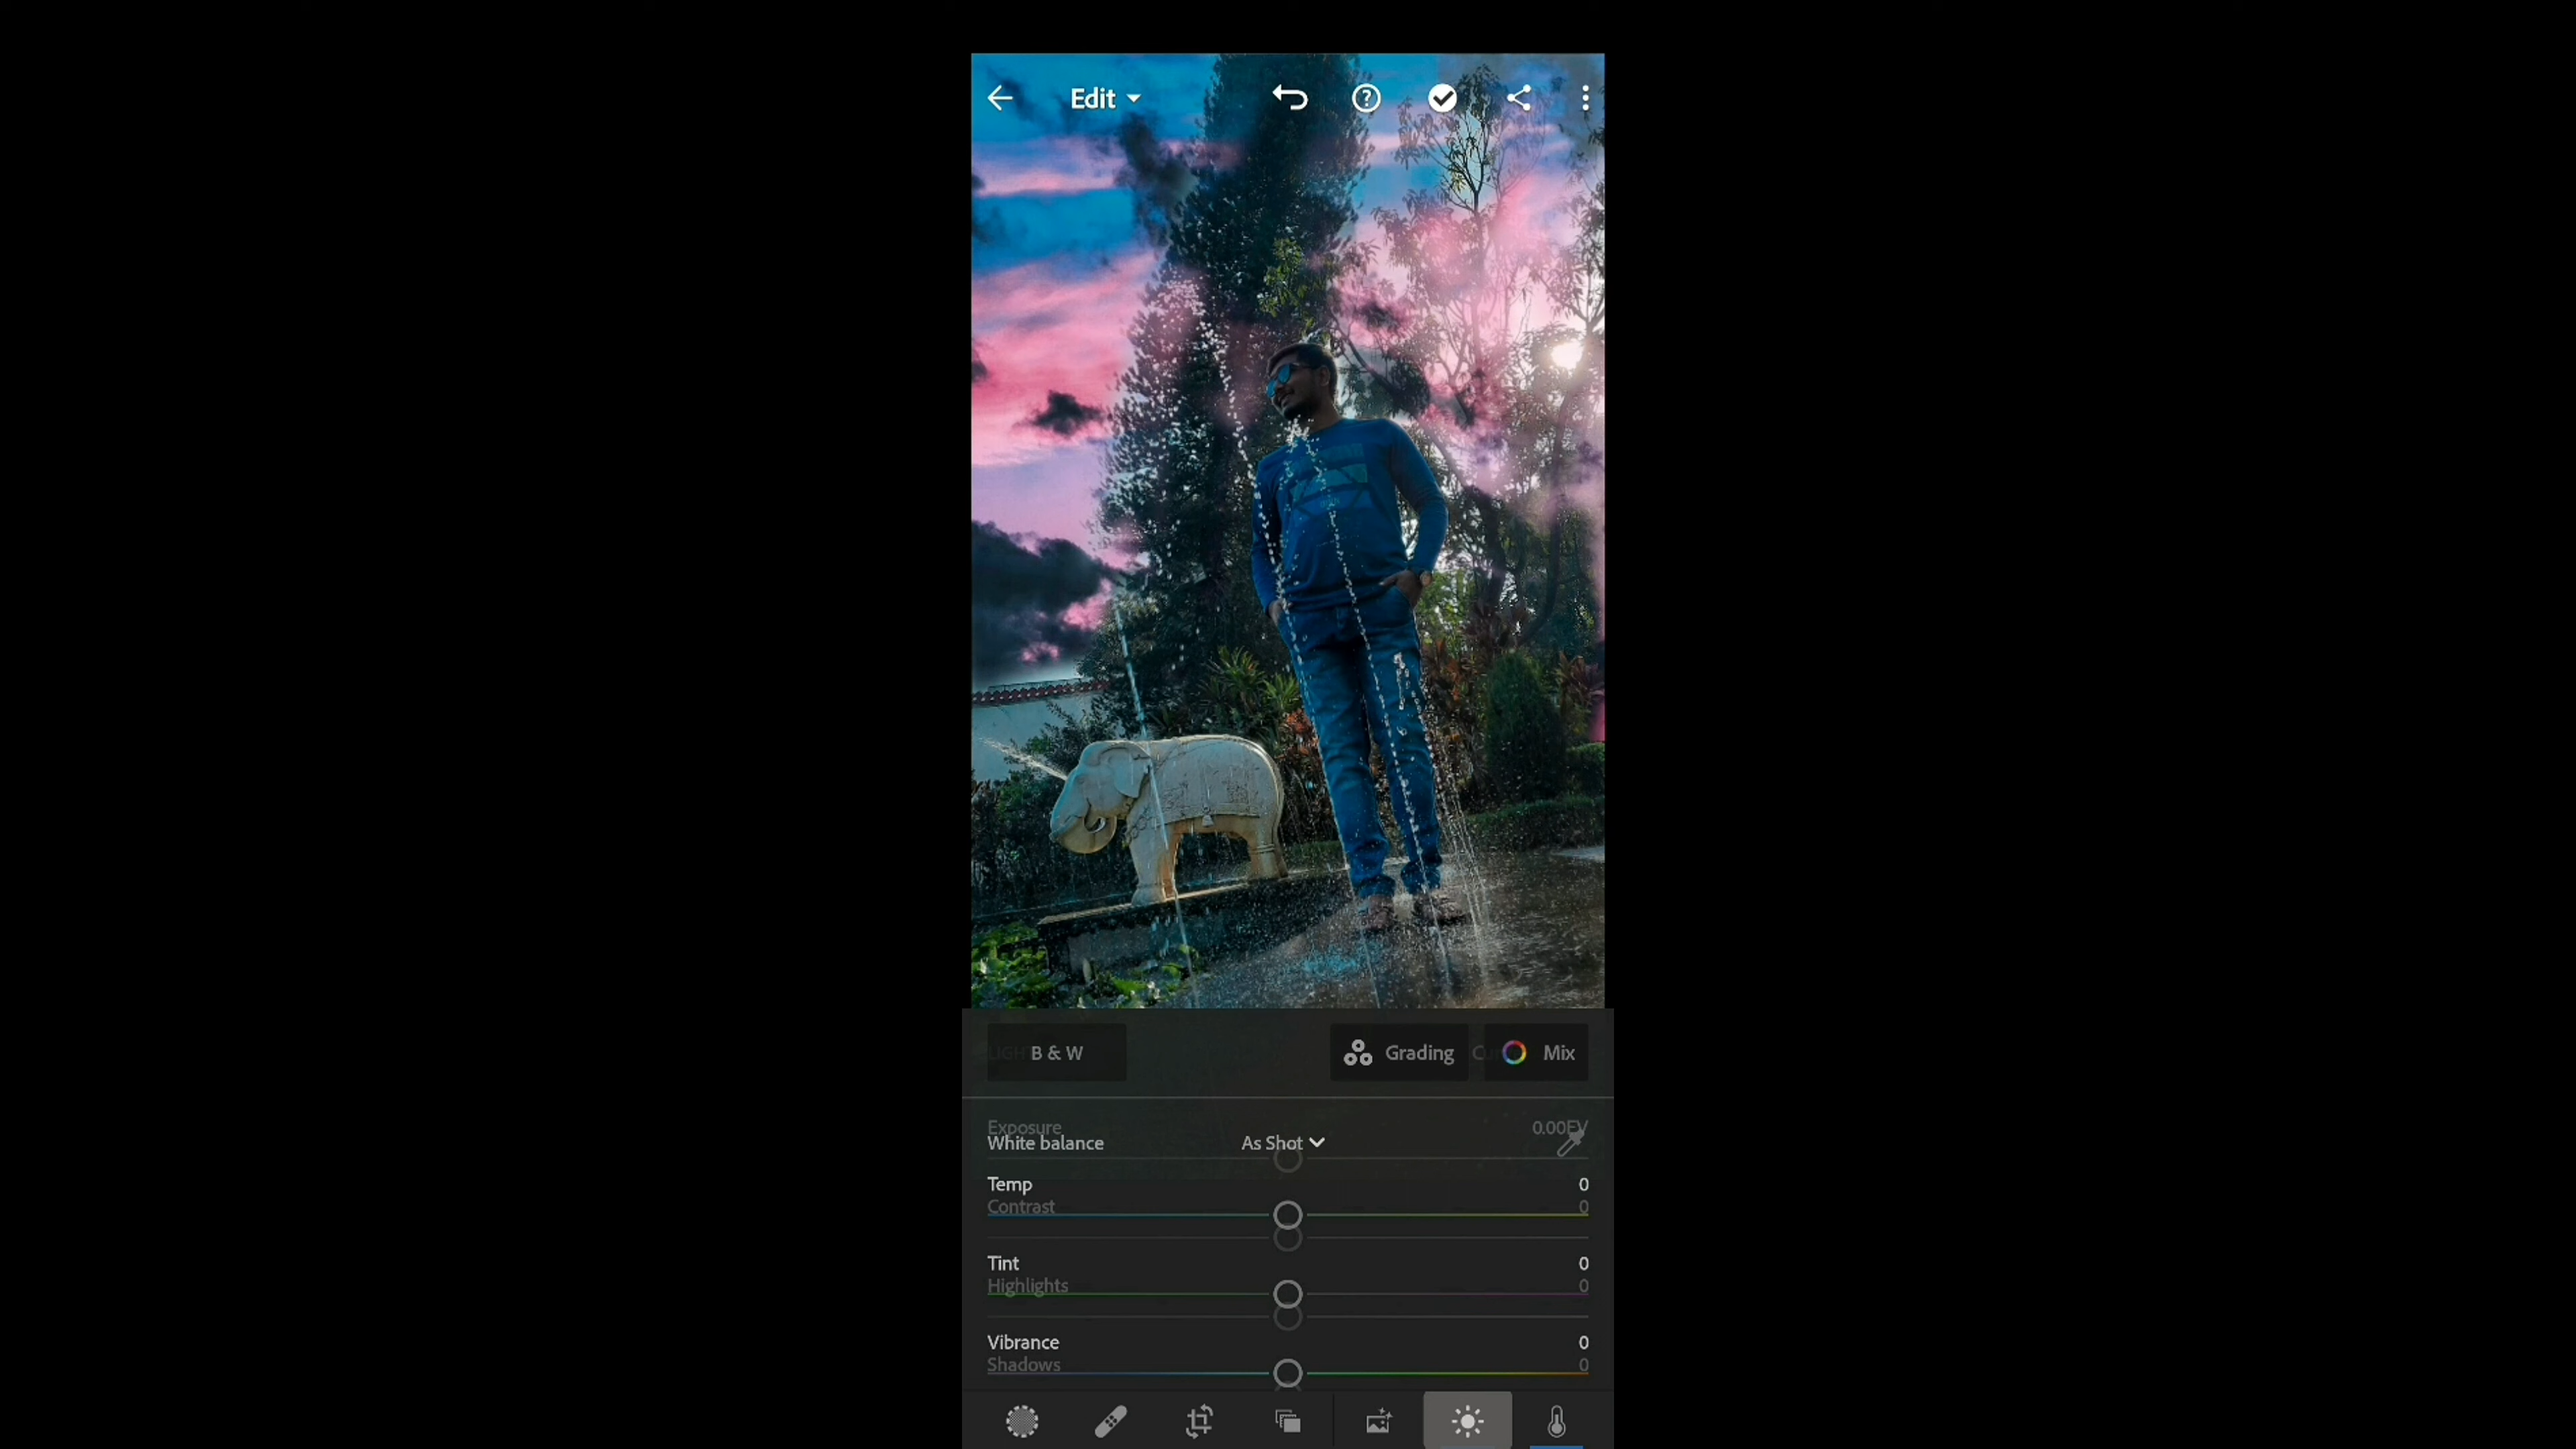 Edit
B & W
Grading
Mix
Exposure 0.00EV
White balance As Shot
Temp 0
Contrast 0
Tint 0
Highlights 0
Vibrance 0
Shadows 0